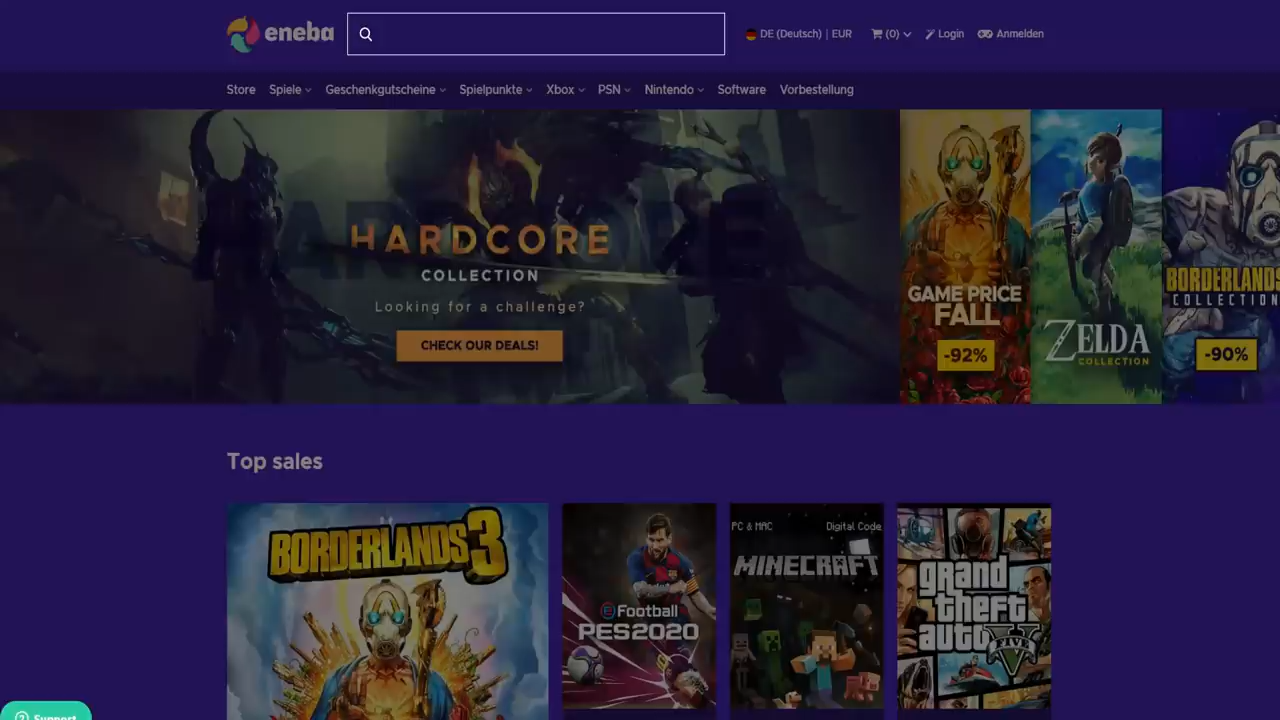 eneba
DE (Deutsch) | EUR
(0)
Login
Anmelden
Store
Spiele
Geschenkgutscheine
Spielpunkte
Xbox
PSN
Nintendo
Software
Vorbestellung
HARDCORE
COLLECTION
Looking for a challenge?
CHECK OUR DEALS!
GAME PRICE
FALL
-92%
ZELDA
COLLECTION
BORDERLANDS
COLLECTION
-90%
Top sales
BORDERLANDS 3
eFootball
PES2020
PC & MAC
Digital Code
MINECRAFT
grand
theft
auto
V
FIVE
Support